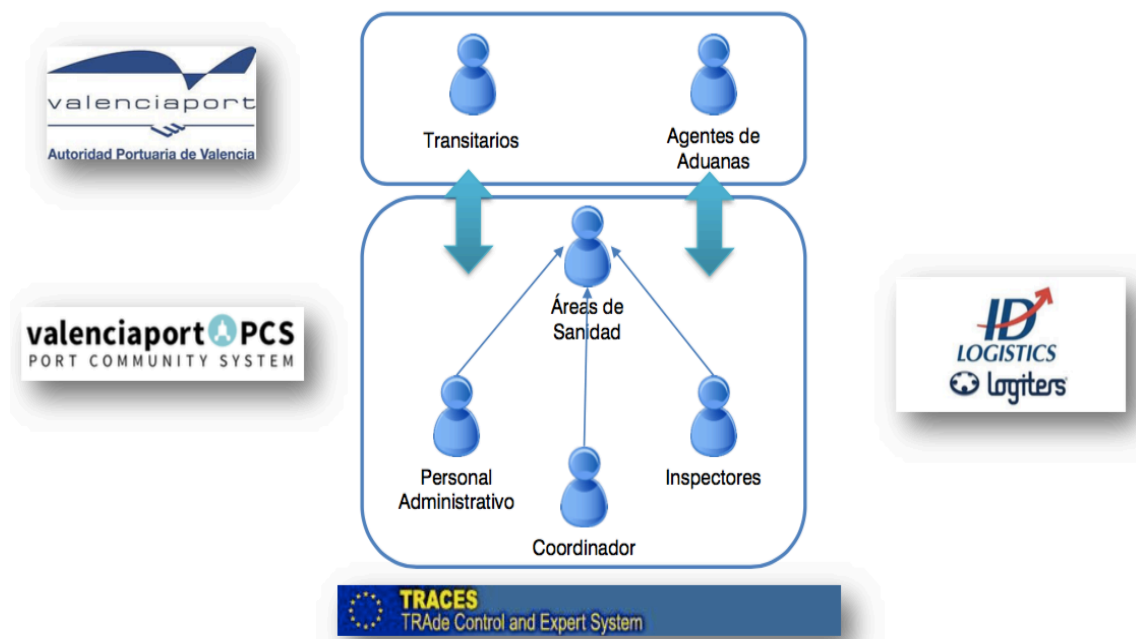 valenciaport
Autoridad Portuaria de Valencia
Transitarios
Agentes de
Aduanas
Áreas de
Sanidad
valenciaport PCS
PORT COMMUNITY SYSTEM
ID
LOGISTICS
logiters
Personal
Administrativo
Inspectores
Coordinador
TRACES
TRAde Control and Expert System